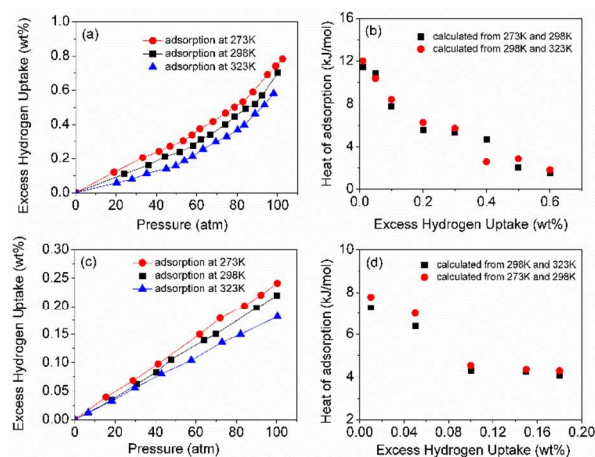 (a)
adsorption at 273K
adsorption at 298K
adsorption at 323K
Excess Hydrogen Uptake (wt%)
1.0
0.8
0.6
0.4
0.2
0.0
0 20 40 60 80 100
Pressure (atm)
(b)
calculated from 273K and 298K
calculated from 298K and 323K
Heat of adsorption (kJ/mol)
16
12
8
4
0
0.0 0.2 0.4 0.6
Excess Hydrogen Uptake (wt%)
(c)
adsorption at 273K
adsorption at 298K
adsorption at 323K
Excess Hydrogen Uptake (wt%)
0.30
0.25
0.20
0.15
0.10
0.05
0.00
0 20 40 60 80 100
Pressure (atm)
(d)
calculated from 298K and 323K
calculated from 273K and 298K
Heat of adsorption (kJ/mol)
12
10
8
6
4
2
0.00 0.05 0.10 0.15 0.20
Excess Hydrogen Uptake (wt%)